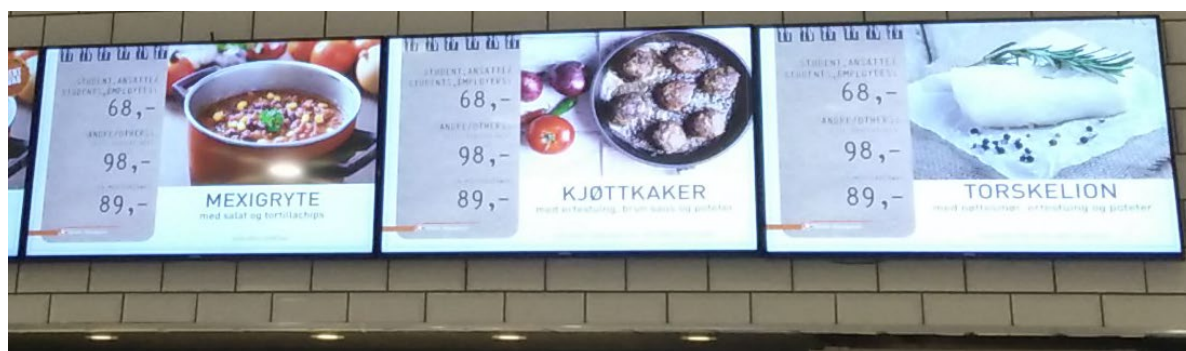 STUDENT,ANSATTE/
STUDENTS,EMPLOYEES:
68,-
ANDRE/OTHERS:
98,-
89,-
MEXIGRYTE
med salat og tortillachips
STUDENT,ANSATTE/
STUDENTS,EMPLOYEES:
68,-
ANDRE/OTHERS:
98,-
89,-
KJØTTKAKER
med ertestuing, brun saus og poteter
STUDENT,ANSATTE/
STUDENTS,EMPLOYEES:
68,-
ANDRE/OTHERS:
98,-
89,-
TORSKELION
ertestuing og poteter